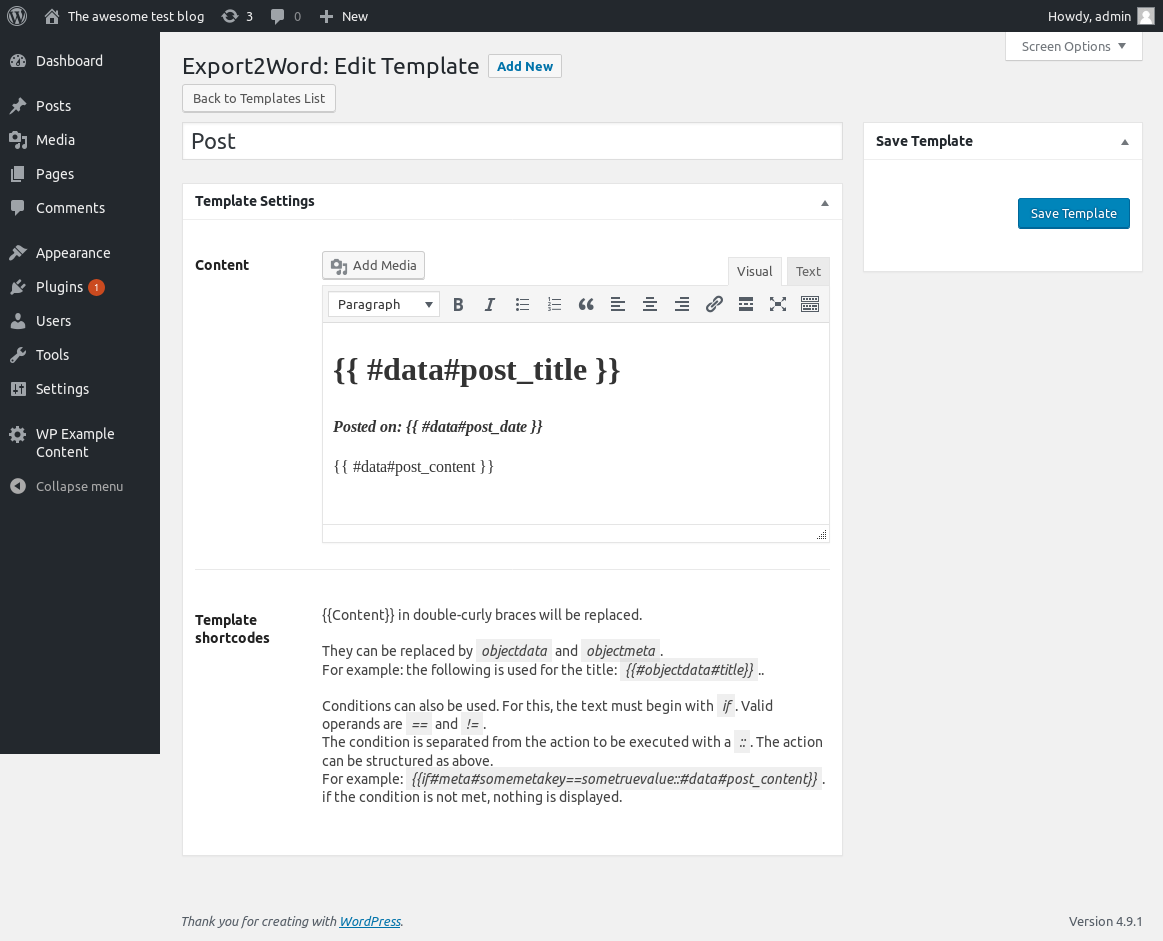 The awesome test blog 3 0 New Howdy, admin
Screen Options
Dashboard
Posts
Media
Pages
Comments
Appearance
Plugins 1
Users
Tools
Settings
WP Example
Content
Collapse menu
Export2Word: Edit Template Add New
Back to Templates List
Post
Template Settings
Content
Add Media
Visual Text
Paragraph
{{ #data#post_title }}
Posted on: {{ #data#post_date }}
{{ #data#post_content }}
Template
shortcodes
{{Content}} in double-curly braces will be replaced.
They can be replaced by objectdata and objectmeta .
For example: the following is used for the title: {{#objectdata#title}} ..
Conditions can also be used. For this, the text must begin with if . Valid
operands are == and != .
The condition is separated from the action to be executed with a :: . The action
can be structured as above.
For example: {{if#meta#somemetakey==sometruevalue::#data#post_content}} .
if the condition is not met, nothing is displayed.
Save Template
Save Template
Thank you for creating with WordPress.
Version 4.9.1